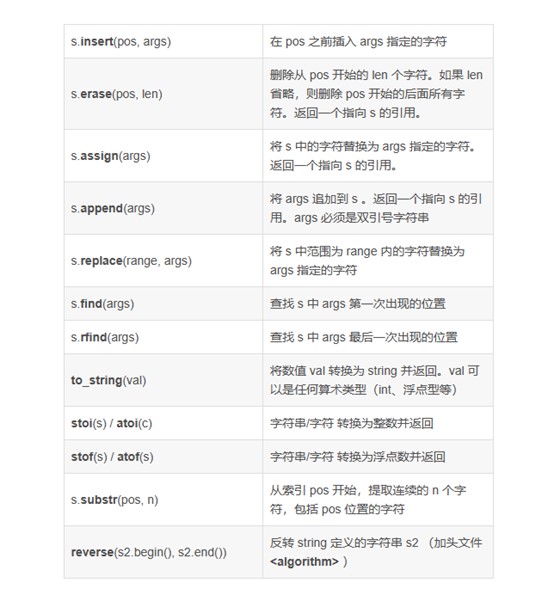 s.insert(pos, args)
在 pos 之前插入 args 指定的字符
s.erase(pos, len)
删除从 pos 开始的 len 个字符。如果 len
省略，则删除 pos 开始的后面所有字
符。返回一个指向 s 的引用。
s.assign(args)
将 s 中的字符替换为 args 指定的字符。
返回一个指向 s 的引用。
s.append(args)
将 args 追加到 s 。返回一个指向 s 的引
用。args 必须是双引号字符串
s.replace(range, args)
将 s 中范围为 range 内的字符替换为
args 指定的字符
s.find(args)
查找 s 中 args 第一次出现的位置
s.rfind(args)
查找 s 中 args 最后一次出现的位置
to_string(val)
将数值 val 转换为 string 并返回。val 可
以是任何算术类型（int、浮点型等）
stoi(s) / atoi(c)
字符串/字符 转换为整数并返回
stof(s) / atof(s)
字符串/字符 转换为浮点数并返回
s.substr(pos, n)
从索引 pos 开始，提取连续的 n 个字
符，包括 pos 位置的字符
reverse(s2.begin(), s2.end())
反转 string 定义的字符串 s2 （加头文件
<algorithm> ）